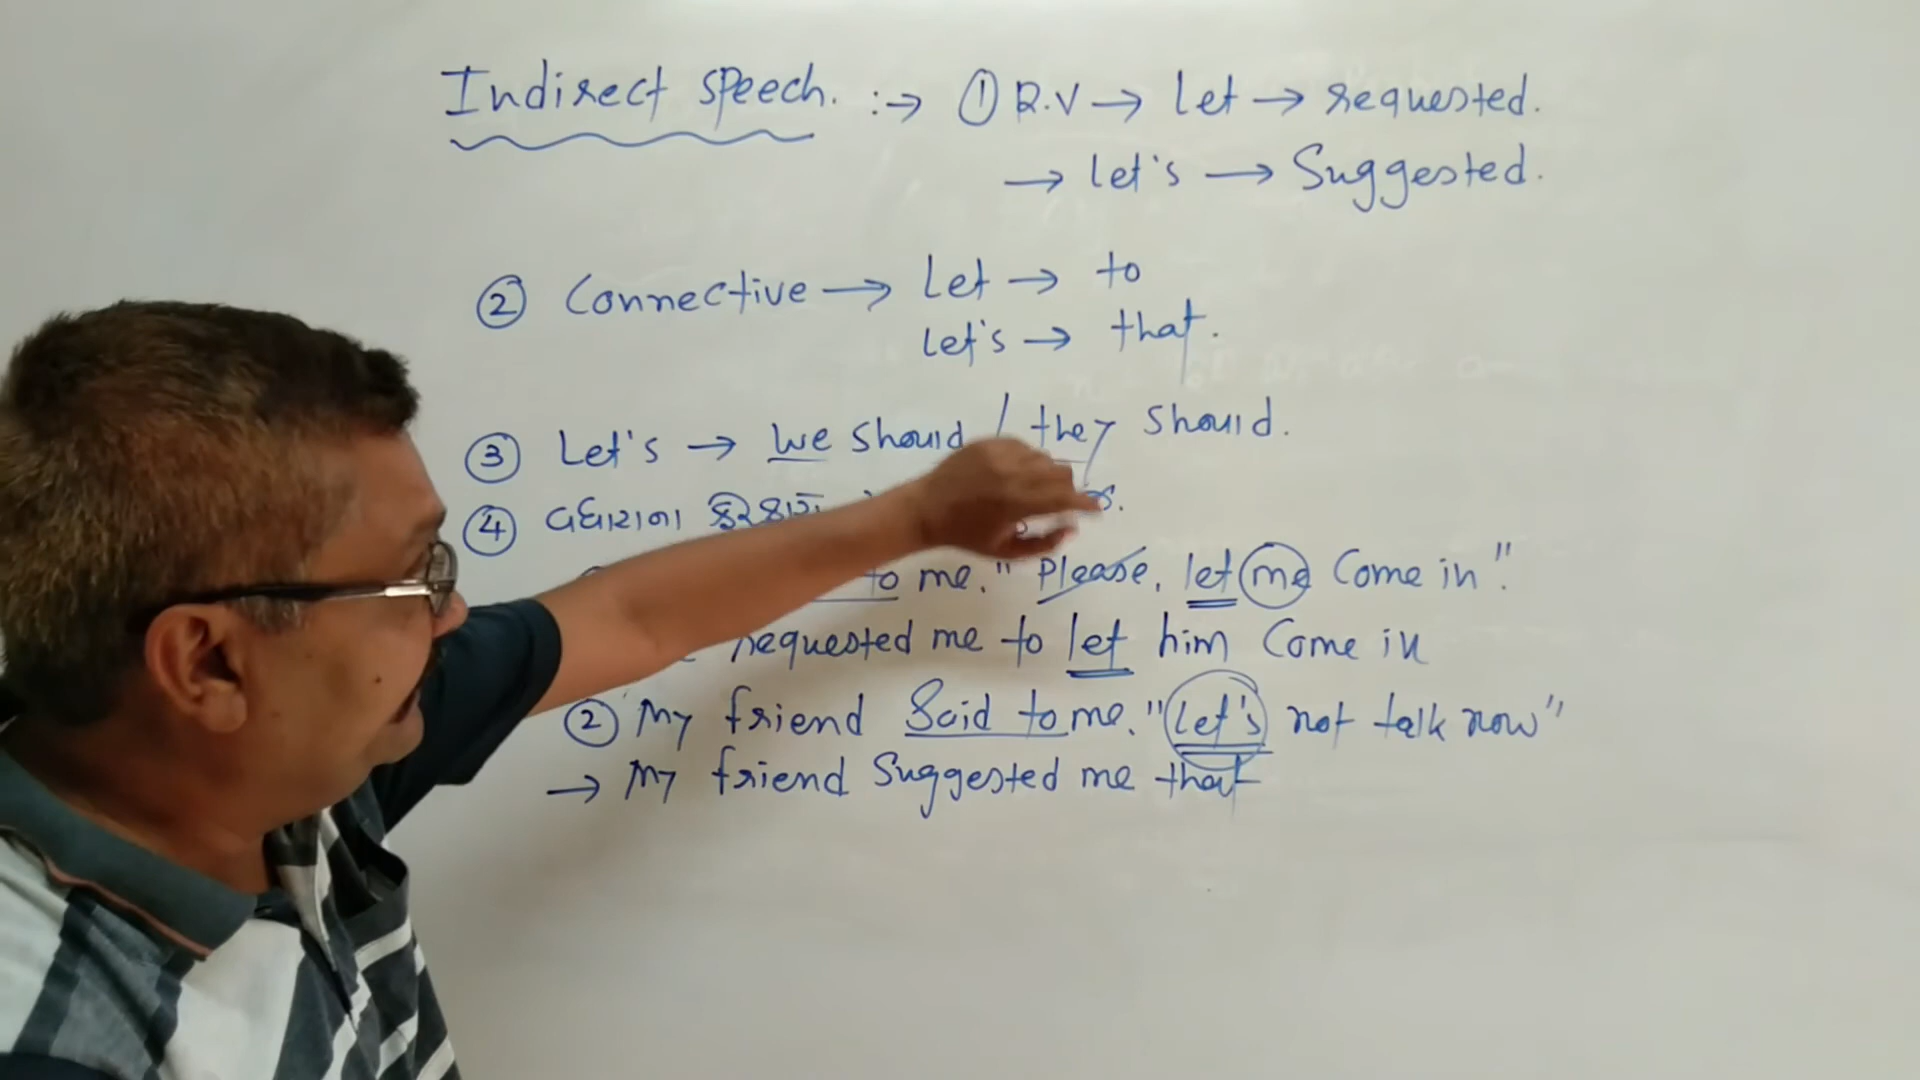 Indirect speech. :→ ① R.V → let → requested.
→ let's → Suggested.
② Connective → Let → to
Let's → that.
③ Let's → We should / they should.
④ વધારાના
to me." Please, let me Come in".
requested me to let him Come in
② My friend Said to me. "Let's not talk now"
→ My friend Suggested me that